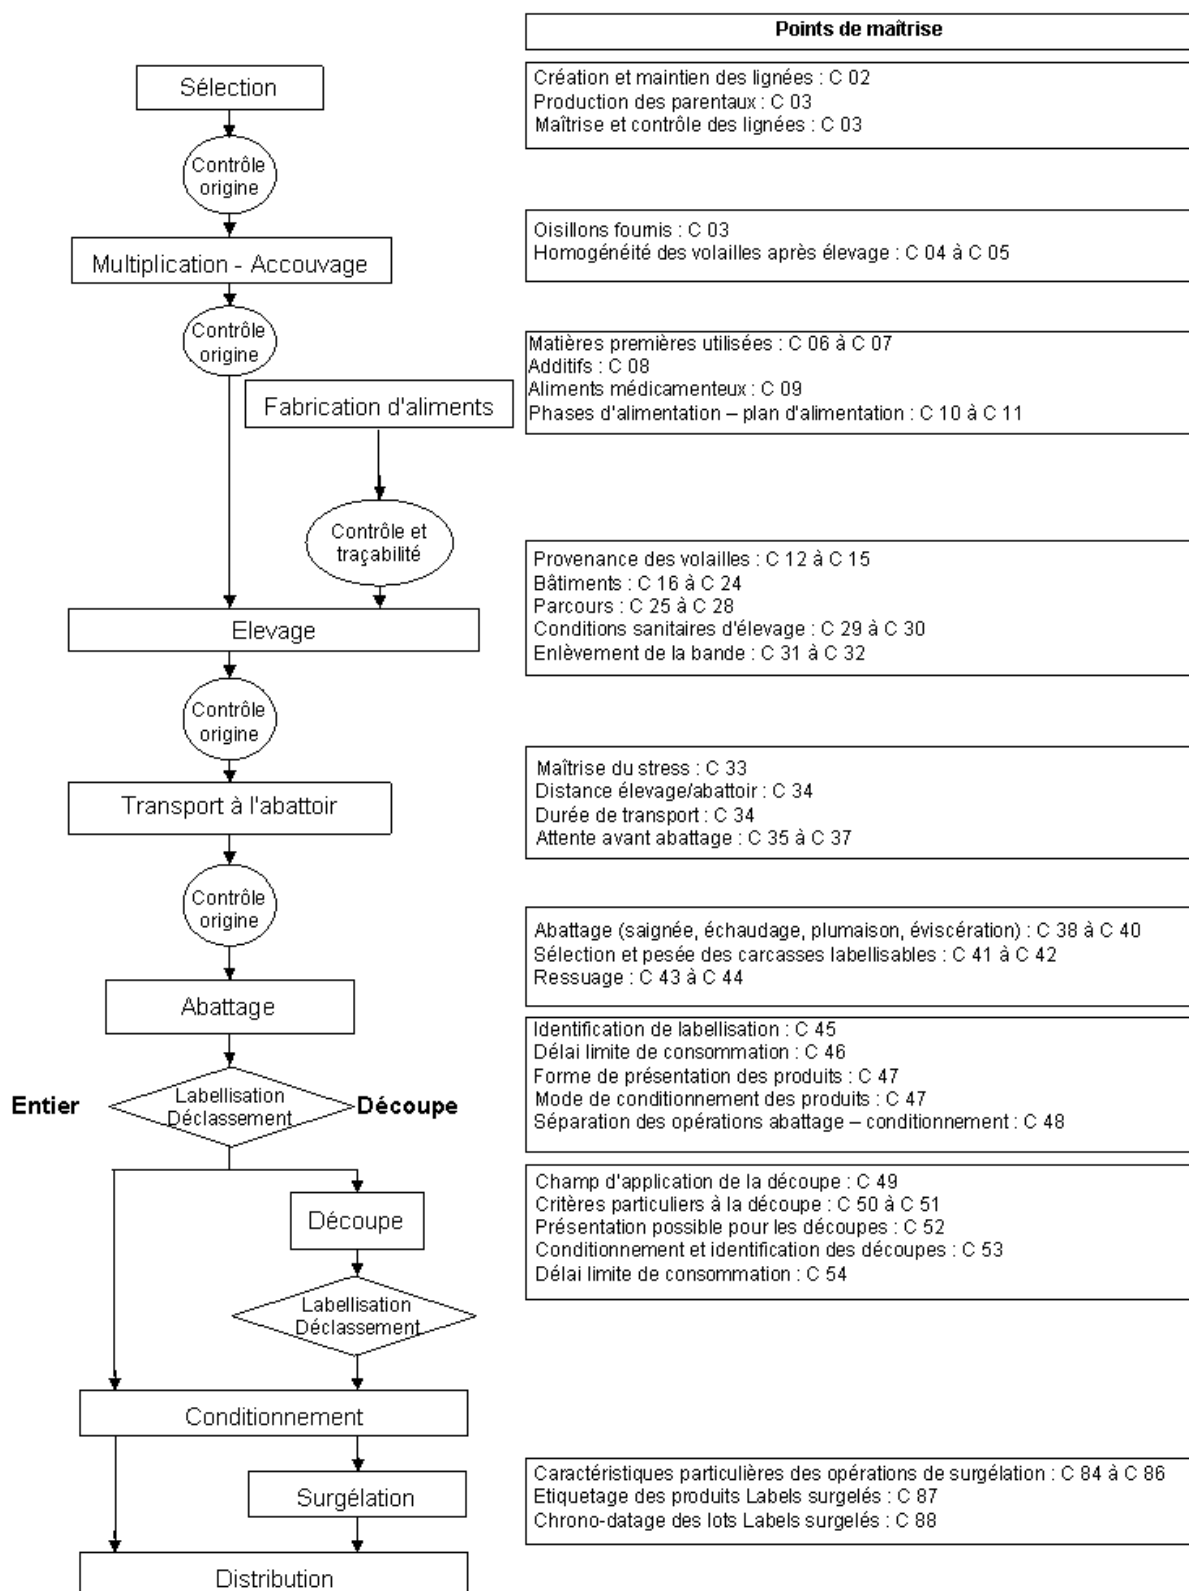 Points de maîtrise
Sélection
Création et maintien des lignées : C 02
Production des parentaux : C 03
Maîtrise et contrôle des lignées : C 03
Contrôle
origine
Multiplication - Accouvage
Oisillons fournis : C 03
Homogénéité des volailles après élevage : C 04 à C 05
Contrôle
origine
Fabrication d'aliments
Matières premières utilisées : C 06 à C 07
Additifs : C 08
Aliments médicamenteux : C 09
Phases d'alimentation – plan d'alimentation : C 10 à C 11
Contrôle et
traçabilité
Elevage
Provenance des volailles : C 12 à C 15
Bâtiments : C 16 à C 24
Parcours : C 25 à C 28
Conditions sanitaires d'élevage : C 29 à C 30
Enlèvement de la bande : C 31 à C 32
Contrôle
origine
Transport à l'abattoir
Maîtrise du stress : C 33
Distance élevage/abattoir : C 34
Durée de transport : C 34
Attente avant abattage : C 35 à C 37
Contrôle
origine
Abattage
Abattage (saignée, échaudage, plumaison, éviscération) : C 38 à C 40
Sélection et pesée des carcasses labellisables : C 41 à C 42
Ressuage : C 43 à C 44
Entier
Labellisation
Déclassement
Découpe
Identification de labellisation : C 45
Délai limite de consommation : C 46
Forme de présentation des produits : C 47
Mode de conditionnement des produits : C 47
Séparation des opérations abattage – conditionnement : C 48
Découpe
Champ d'application de la découpe : C 49
Critères particuliers à la découpe : C 50 à C 51
Présentation possible pour les découpes : C 52
Conditionnement et identification des découpes : C 53
Délai limite de consommation : C 54
Labellisation
Déclassement
Conditionnement
Surgélation
Caractéristiques particulières des opérations de surgélation : C 84 à C 86
Etiquetage des produits Labels surgelés : C 87
Chrono-datage des lots Labels surgelés : C 88
Distribution